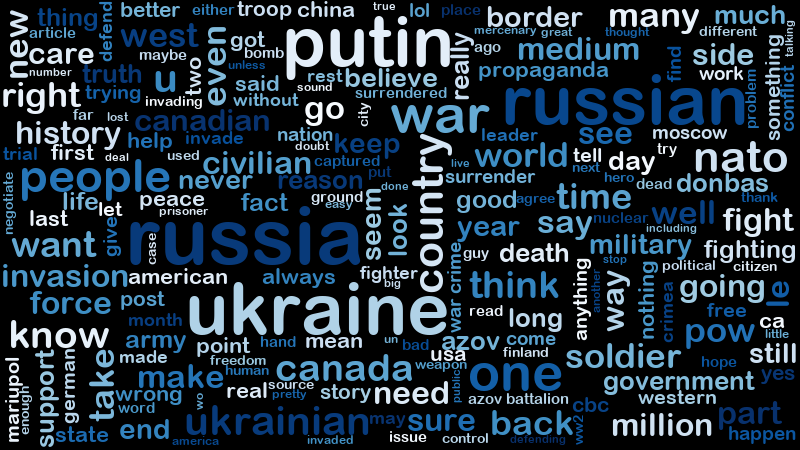 new
thing
article
better
defend
either
troop
china
true
lol
place
border
many
much
west
even
got
bomb
putin
mercenary
great
thought
different
talking
care
truth
maybe
u
two
unless
really
ago
medium
side
something
conflict
number
trying
said
rest
believe
propaganda
find
work
problem
right
invading
without
sound
surrendered
go
city
war
russian
far
lost
canadian
history
help
invade
nation
doubt
keep
leader
see
moscow
trial
first
deal
used
civilian
captured
reason
put
country
live
world
tell
day
try
nato
people
never
surrender
next
hero
dead
donbas
negotiate
life
peace
fact
ground
easy
done
seem
look
good
agree
time
thank
last
let
prisoner
give
case
russia
year
say
nuclear
well
fight
including
want
guy
death
military
fighting
invasion
american
always
fighter
big
war crime
think
anything
another
stop
way
nothing
political
citizen
crimea
going
le
force
post
ukraine
read
long
free
ca
little
know
month
army
point
hand
mean
un
bad
azov
come
pow
still
mariupol
enough
support
german
take
made
make
freedom
human
canada
usa
weapon
finland
one
soldier
hope
yes
public
wrong
word
wo
real
source
pretty
story
need
government
western
azov battalion
cbc
ww2
state
end
ukrainian
america
invaded
may
issue
sure
control
back
defending
million
part
happen